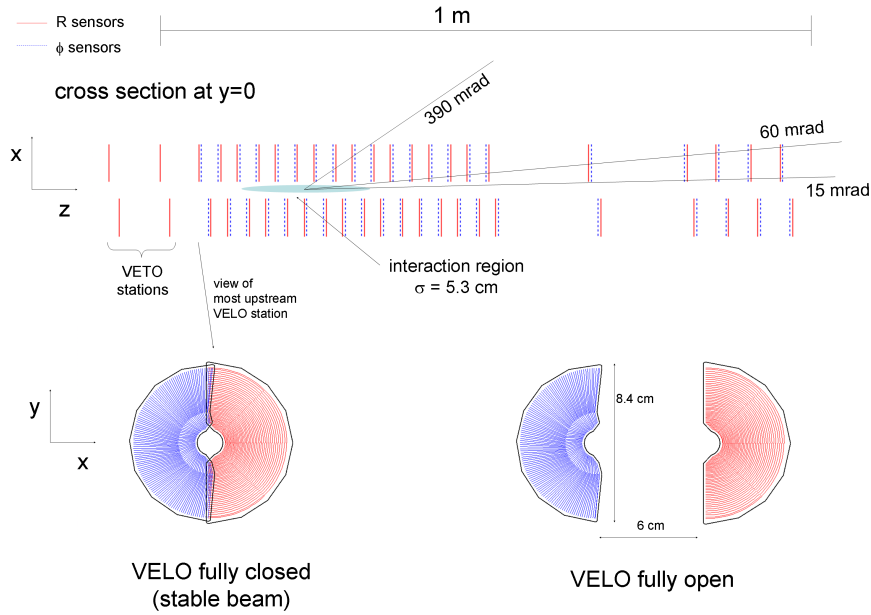 R sensors
ϕ sensors
1 m
cross section at y=0
390 mrad
60 mrad
15 mrad
x
z
VETO
stations
interaction region
σ = 5.3 cm
view of
most upstream
VELO station
y
x
8.4 cm
6 cm
VELO fully closed
(stable beam)
VELO fully open